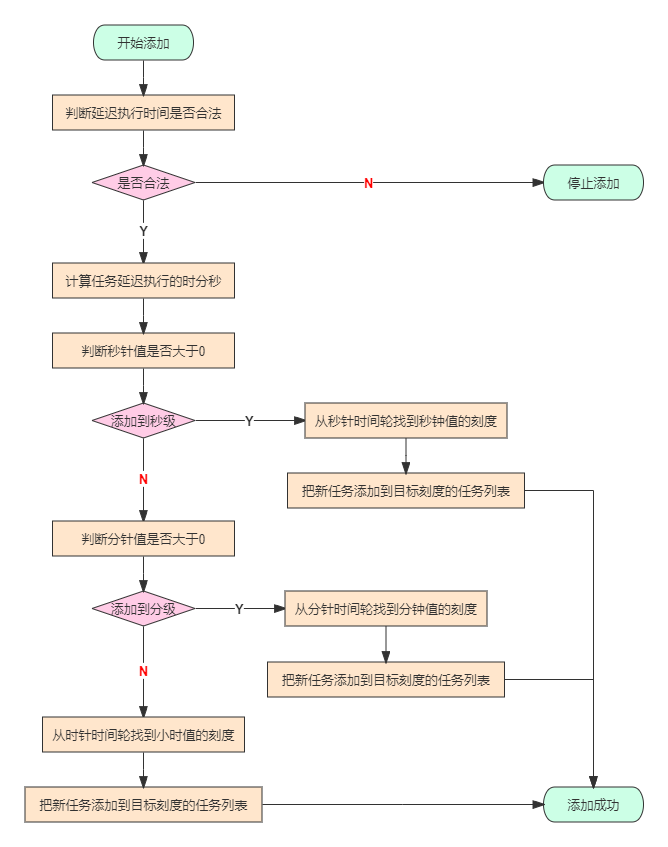 开始添加
判断延迟执行时间是否合法
是否合法
N
停止添加
Y
计算任务延迟执行的时分秒
判断秒针值是否大于0
添加到秒级
Y
从秒针时间轮找到秒钟值的刻度
N
把新任务添加到目标刻度的任务列表
判断分针值是否大于0
添加到分级
Y
从分针时间轮找到分钟值的刻度
N
把新任务添加到目标刻度的任务列表
从时针时间轮找到小时值的刻度
把新任务添加到目标刻度的任务列表
添加成功